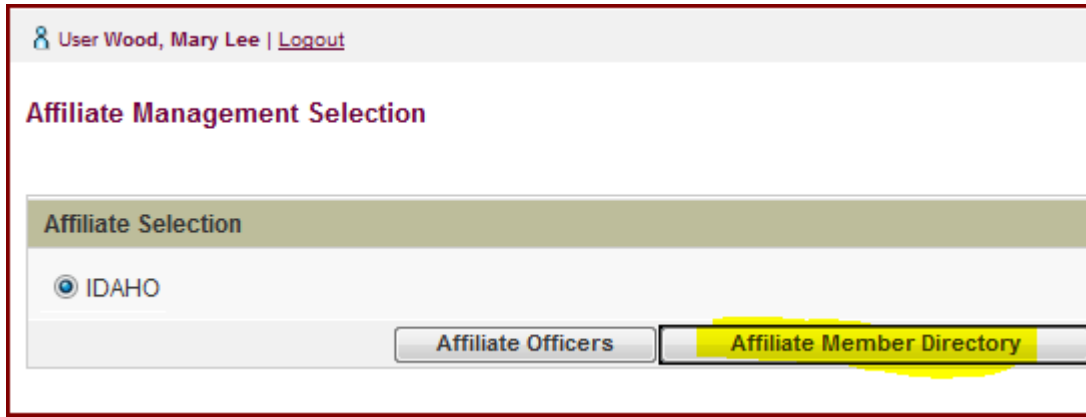 User Wood, Mary Lee | Logout
Affiliate Management Selection
Affiliate Selection
IDAHO
Affiliate Officers Affiliate Member Directory